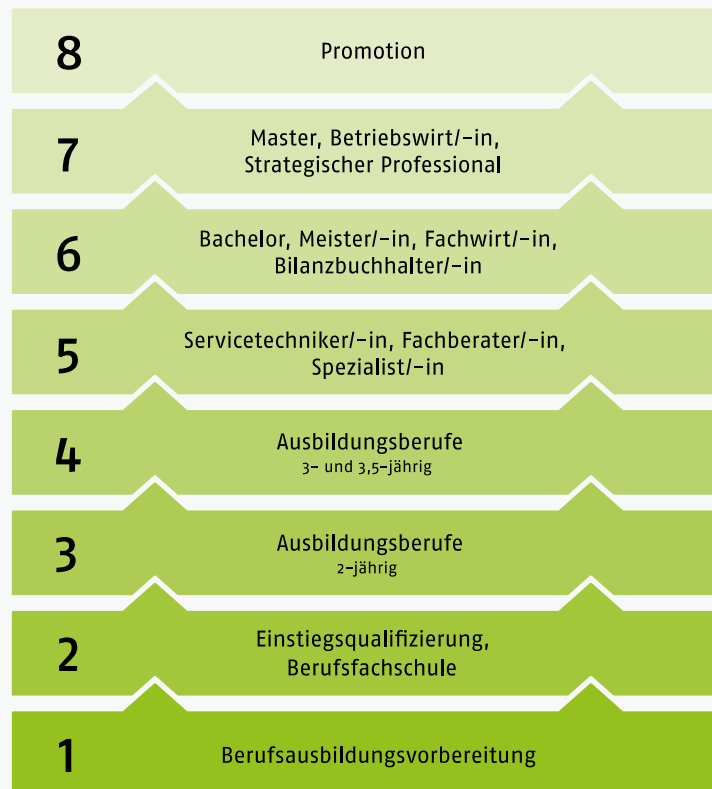 8
Promotion
7
Master, Betriebswirt/-in,
Strategischer Professional
6
Bachelor, Meister/-in, Fachwirt/-in,
Bilanzbuchhalter/-in
5
Servicetechniker/-in, Fachberater/-in,
Spezialist/-in
4
Ausbildungsberufe
3- und 3,5-jährig
3
Ausbildungsberufe
2-jährig
2
Einstiegsqualifizierung,
Berufsfachschule
1
Berufsausbildungsvorbereitung